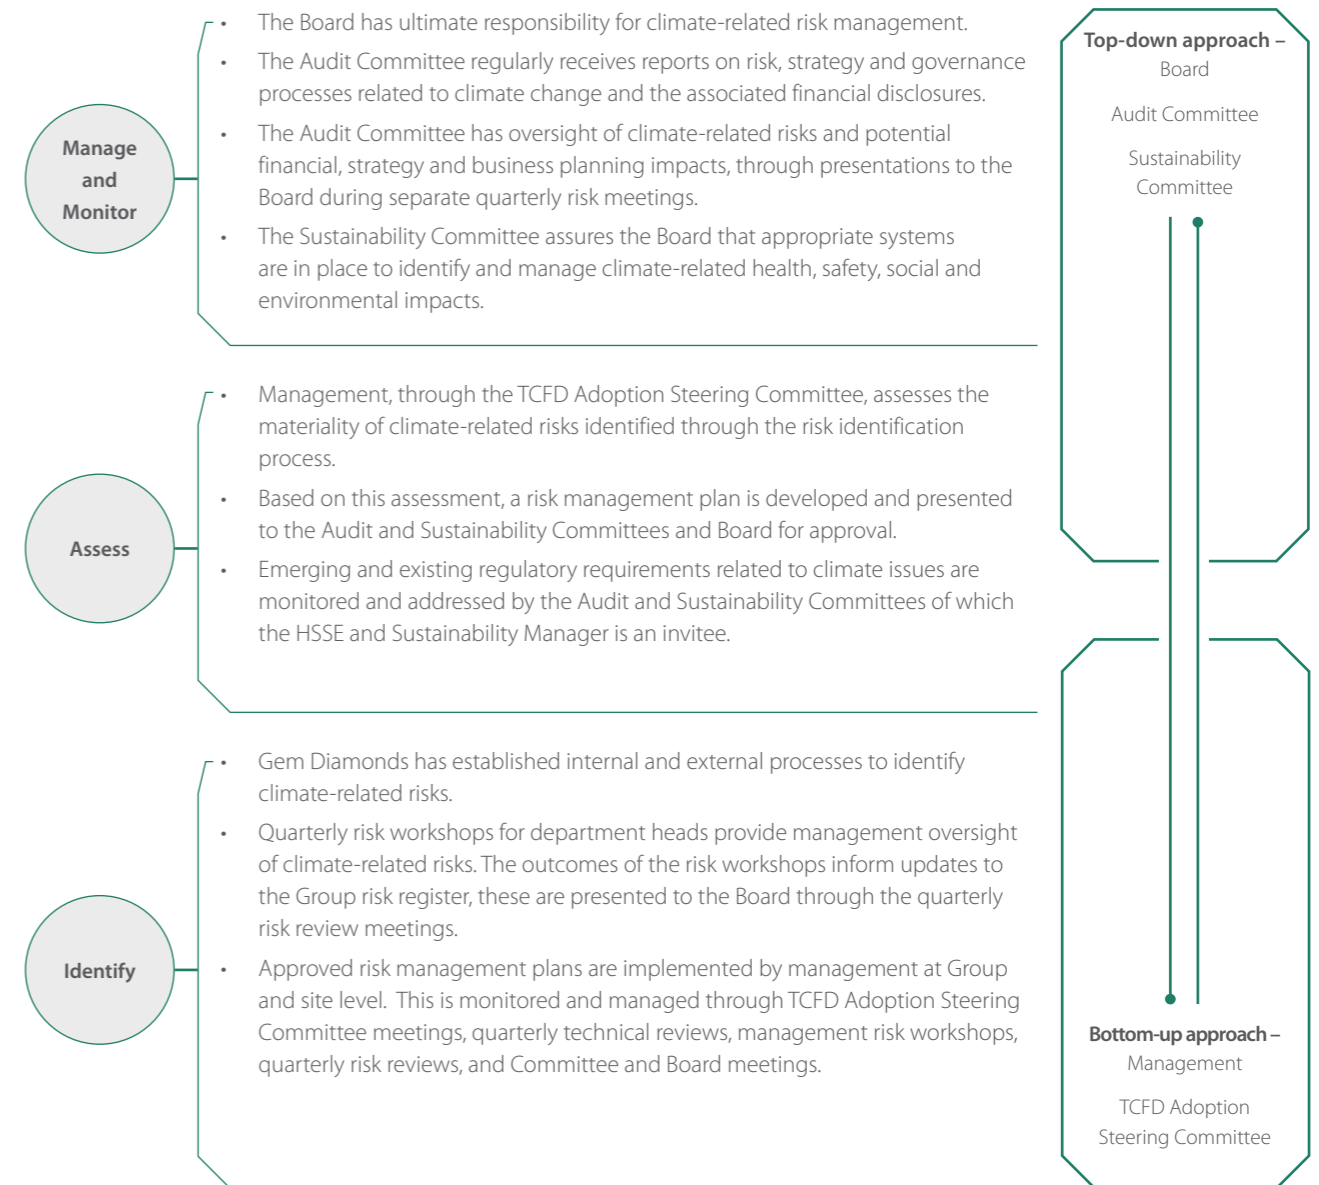 Manage
and
Monitor
• The Board has ultimate responsibility for climate-related risk management.
• The Audit Committee regularly receives reports on risk, strategy and governance
processes related to climate change and the associated financial disclosures.
• The Audit Committee has oversight of climate-related risks and potential
financial, strategy and business planning impacts, through presentations to the
Board during separate quarterly risk meetings.
• The Sustainability Committee assures the Board that appropriate systems
are in place to identify and manage climate-related health, safety, social and
environmental impacts.
Assess
• Management, through the TCFD Adoption Steering Committee, assesses the
materiality of climate-related risks identified through the risk identification
process.
• Based on this assessment, a risk management plan is developed and presented
to the Audit and Sustainability Committees and Board for approval.
• Emerging and existing regulatory requirements related to climate issues are
monitored and addressed by the Audit and Sustainability Committees of which
the HSSE and Sustainability Manager is an invitee.
Identify
• Gem Diamonds has established internal and external processes to identify
climate-related risks.
• Quarterly risk workshops for department heads provide management oversight
of climate-related risks. The outcomes of the risk workshops inform updates to
the Group risk register, these are presented to the Board through the quarterly
risk review meetings.
• Approved risk management plans are implemented by management at Group
and site level. This is monitored and managed through TCFD Adoption Steering
Committee meetings, quarterly technical reviews, management risk workshops,
quarterly risk reviews, and Committee and Board meetings.
Top-down approach –
Board
Audit Committee
Sustainability
Committee
Bottom-up approach –
Management
TCFD Adoption
Steering Committee